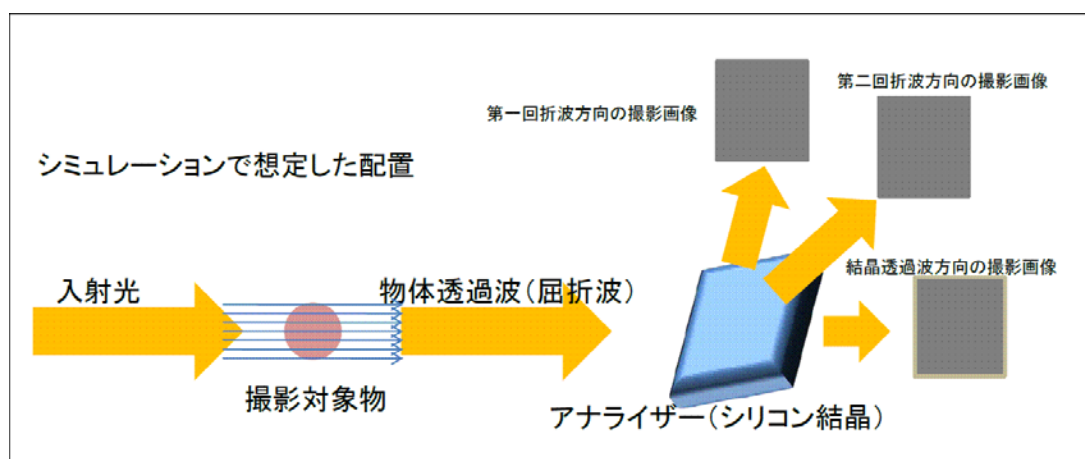 第一回折波方向の撮影画像
第二回折波方向の撮影画像
シミュレーションで想定した配置
結晶透過波方向の撮影画像
入射光
物体透過波(屈折波)
撮影対象物
アナライザー(シリコン結晶)